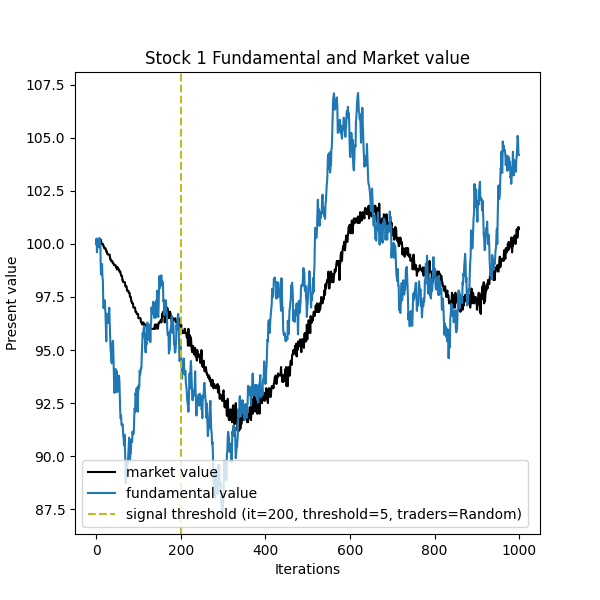 Stock 1 Fundamental and Market value
107.5
105.0
102.5
100.0
97.5
95.0
92.5
90.0
87.5
Present value
market value
fundamental value
signal threshold (it=200, threshold=5, traders=Random)
0 200 400 600 800 1000
Iterations